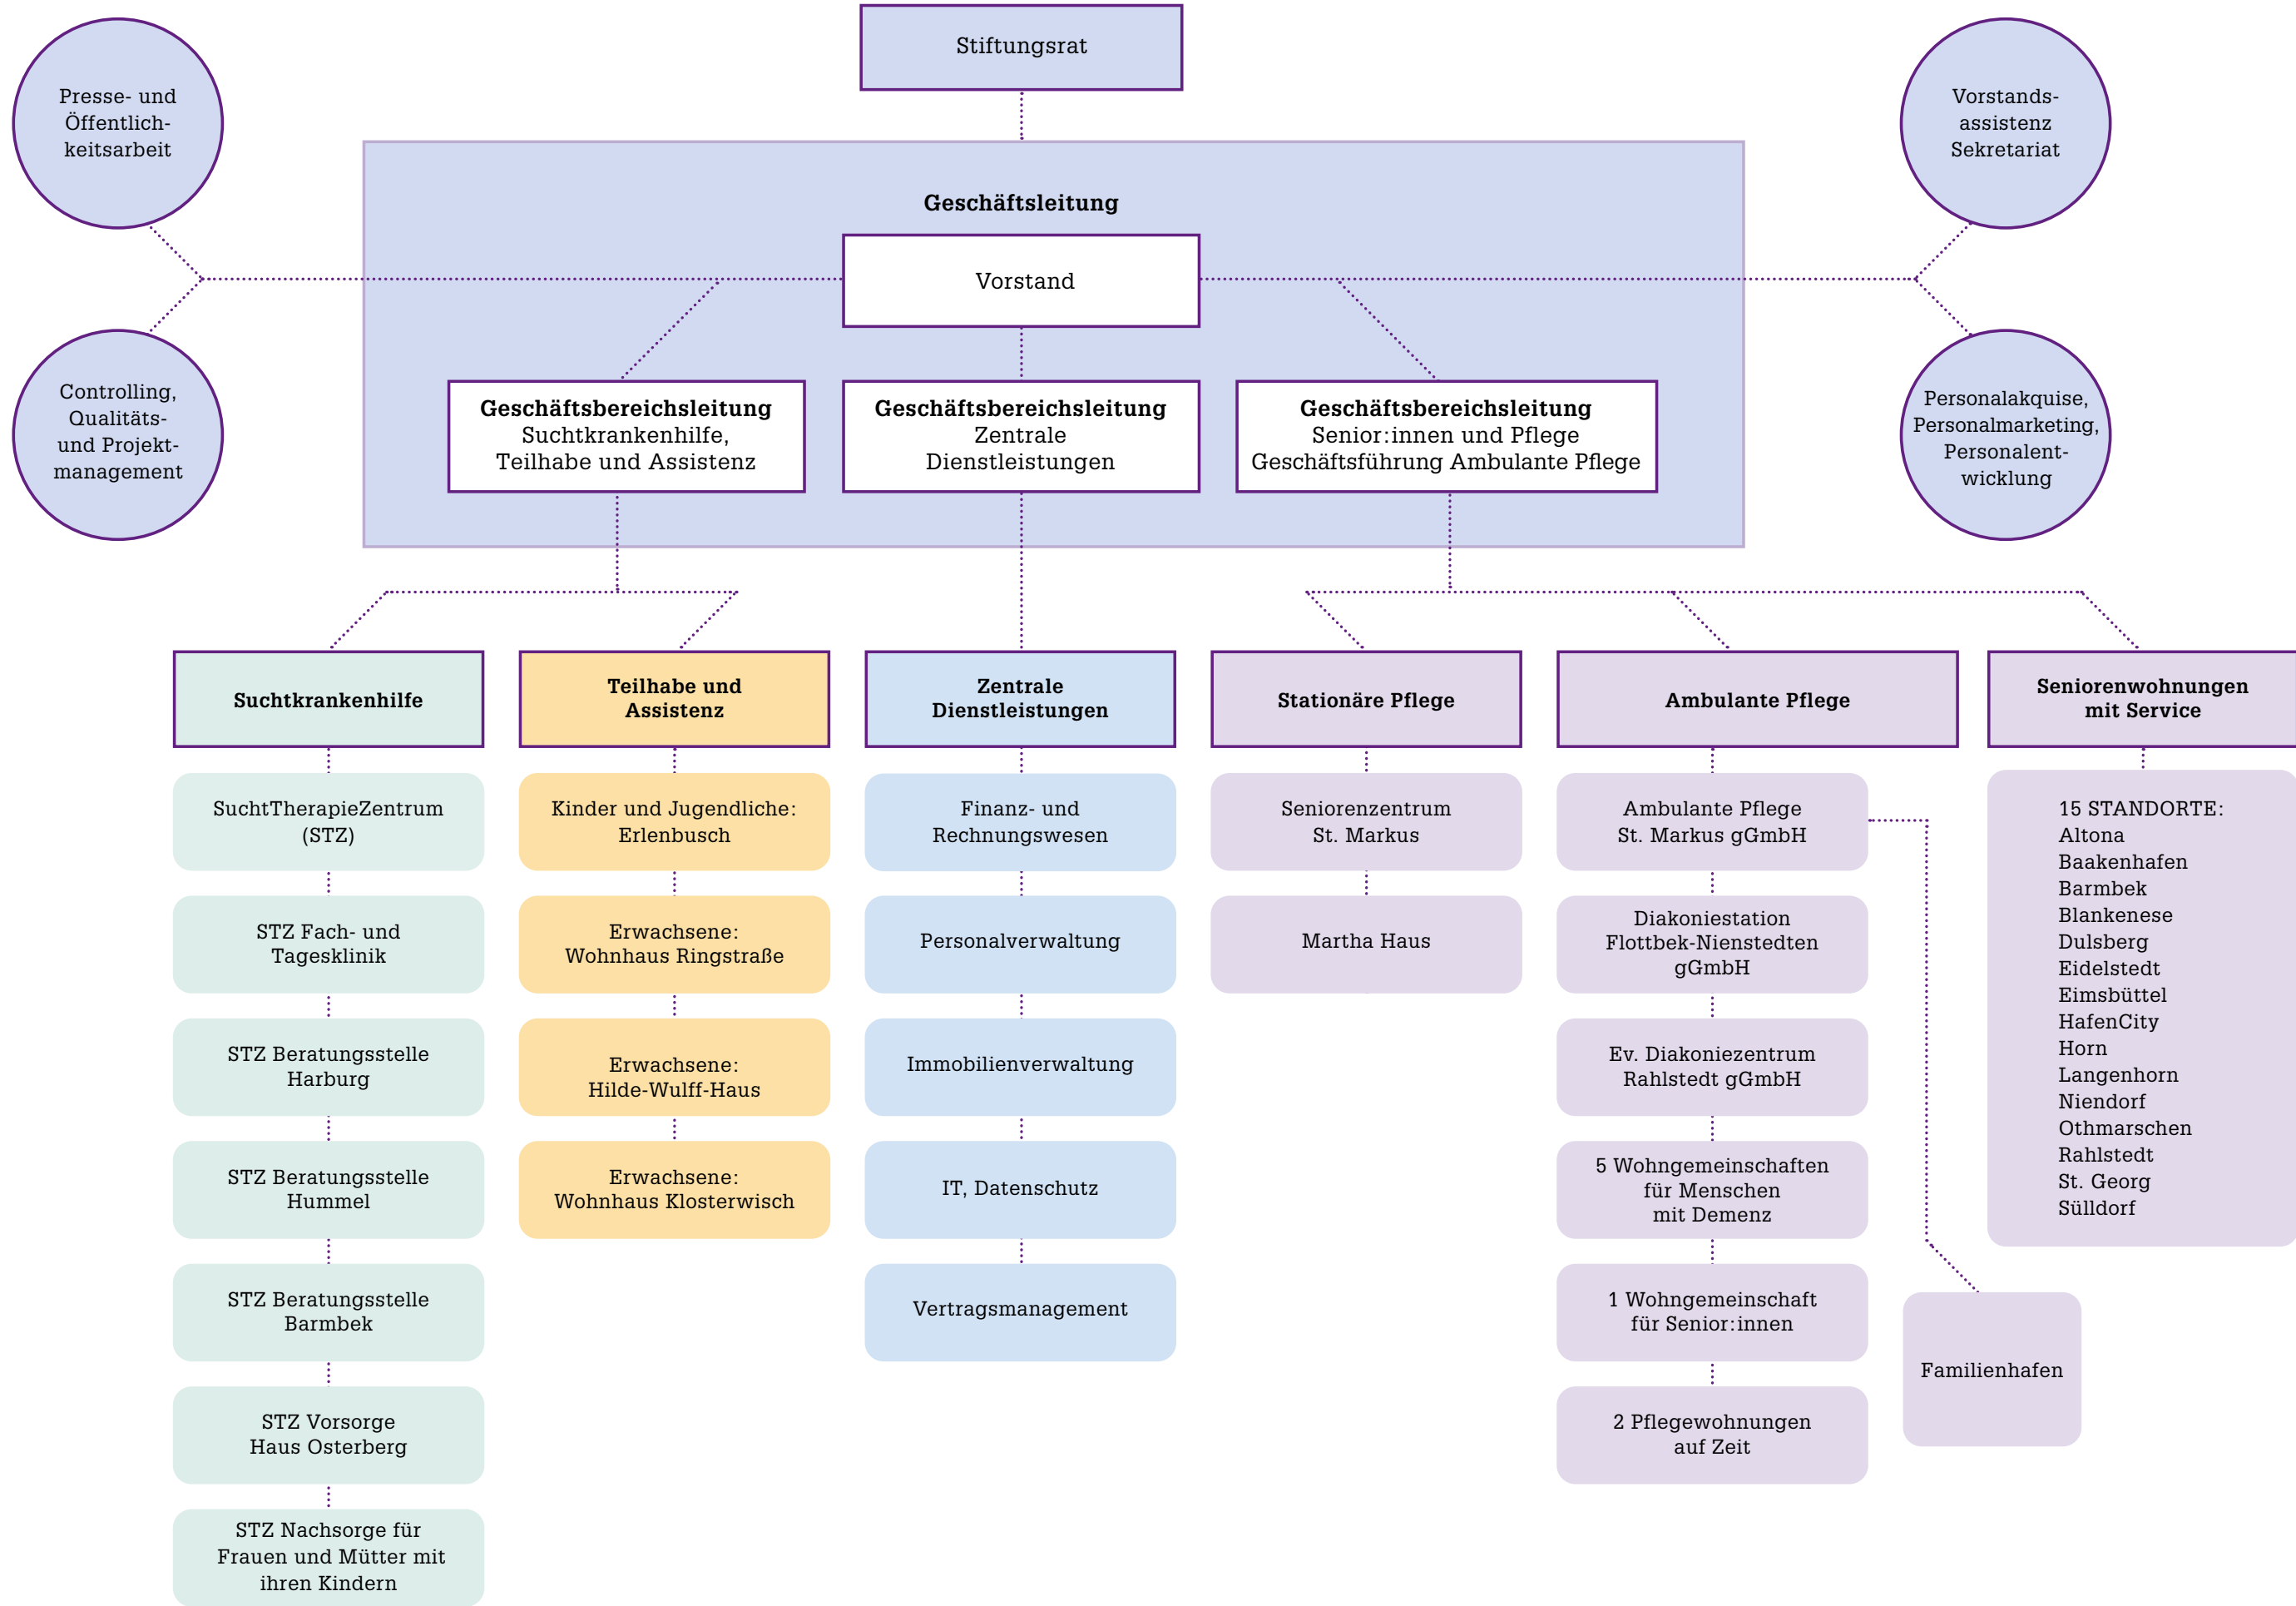 Stiftungsrat
Presse- und
Öffentlich-
keitsarbeit
Vorstands-
assistenz
Sekretariat
Geschäftsleitung
Vorstand
Controlling,
Qualitäts-
und Projekt-
management
Geschäftsbereichsleitung
Suchtkrankenhilfe,
Teilhabe und Assistenz
Geschäftsbereichsleitung
Zentrale
Dienstleistungen
Geschäftsbereichsleitung
Senior:innen und Pflege
Geschäftsführung Ambulante Pflege
Personalakquise,
Personalmarketing,
Personalent-
wicklung
Suchtkrankenhilfe
SuchtTherapieZentrum
(STZ)
STZ Fach- und
Tagesklinik
STZ Beratungsstelle
Harburg
STZ Beratungsstelle
Hummel
STZ Beratungsstelle
Barmbek
STZ Vorsorge
Haus Osterberg
STZ Nachsorge für
Frauen und Mütter mit
ihren Kindern
Teilhabe und
Assistenz
Kinder und Jugendliche:
Erlenbusch
Erwachsene:
Wohnhaus Ringstraße
Erwachsene:
Hilde-Wulff-Haus
Erwachsene:
Wohnhaus Klosterwisch
Zentrale
Dienstleistungen
Finanz- und
Rechnungswesen
Personalverwaltung
Immobilienverwaltung
IT, Datenschutz
Vertragsmanagement
Stationäre Pflege
Seniorenzentrum
St. Markus
Martha Haus
Ambulante Pflege
Ambulante Pflege
St. Markus gGmbH
Diakoniestation
Flottbek-Nienstedten
gGmbH
Ev. Diakoniezentrum
Rahlstedt gGmbH
5 Wohngemeinschaften
für Menschen
mit Demenz
1 Wohngemeinschaft
für Senior:innen
2 Pflegewohnungen
auf Zeit
Familienhafen
Seniorenwohnungen
mit Service
15 STANDORTE:
Altona
Baakenhafen
Barmbek
Blankenese
Dulsberg
Eidelstedt
Eimsbüttel
HafenCity
Horn
Langenhorn
Niendorf
Othmarschen
Rahlstedt
St. Georg
Sülldorf